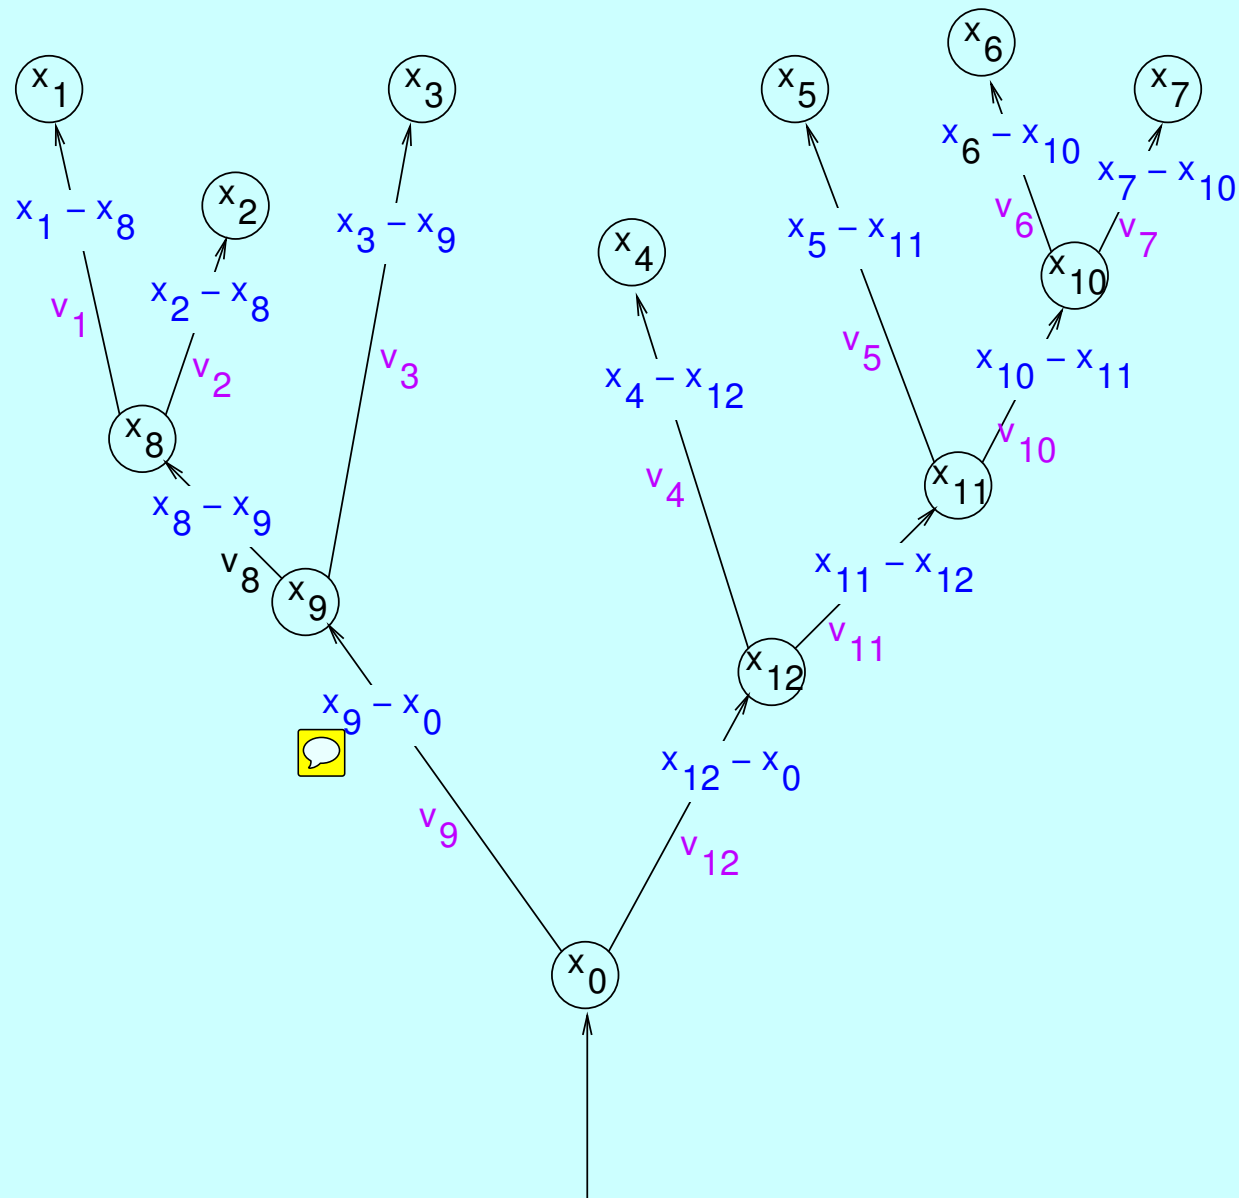 x6
x1
x3
x5
x7
x6 – x10
x7 – x10
x2
x1 – x8
x3 – x9
x5 – x11
v6
v7
x4
x10
x2 – x8
v1
v2
v3
v5
x10 – x11
x4 – x12
x8
v10
v4
x11
x8 – x9
v8
x11 – x12
x9
v11
x12
x9 – x0
x12 – x0
v9
v12
x0